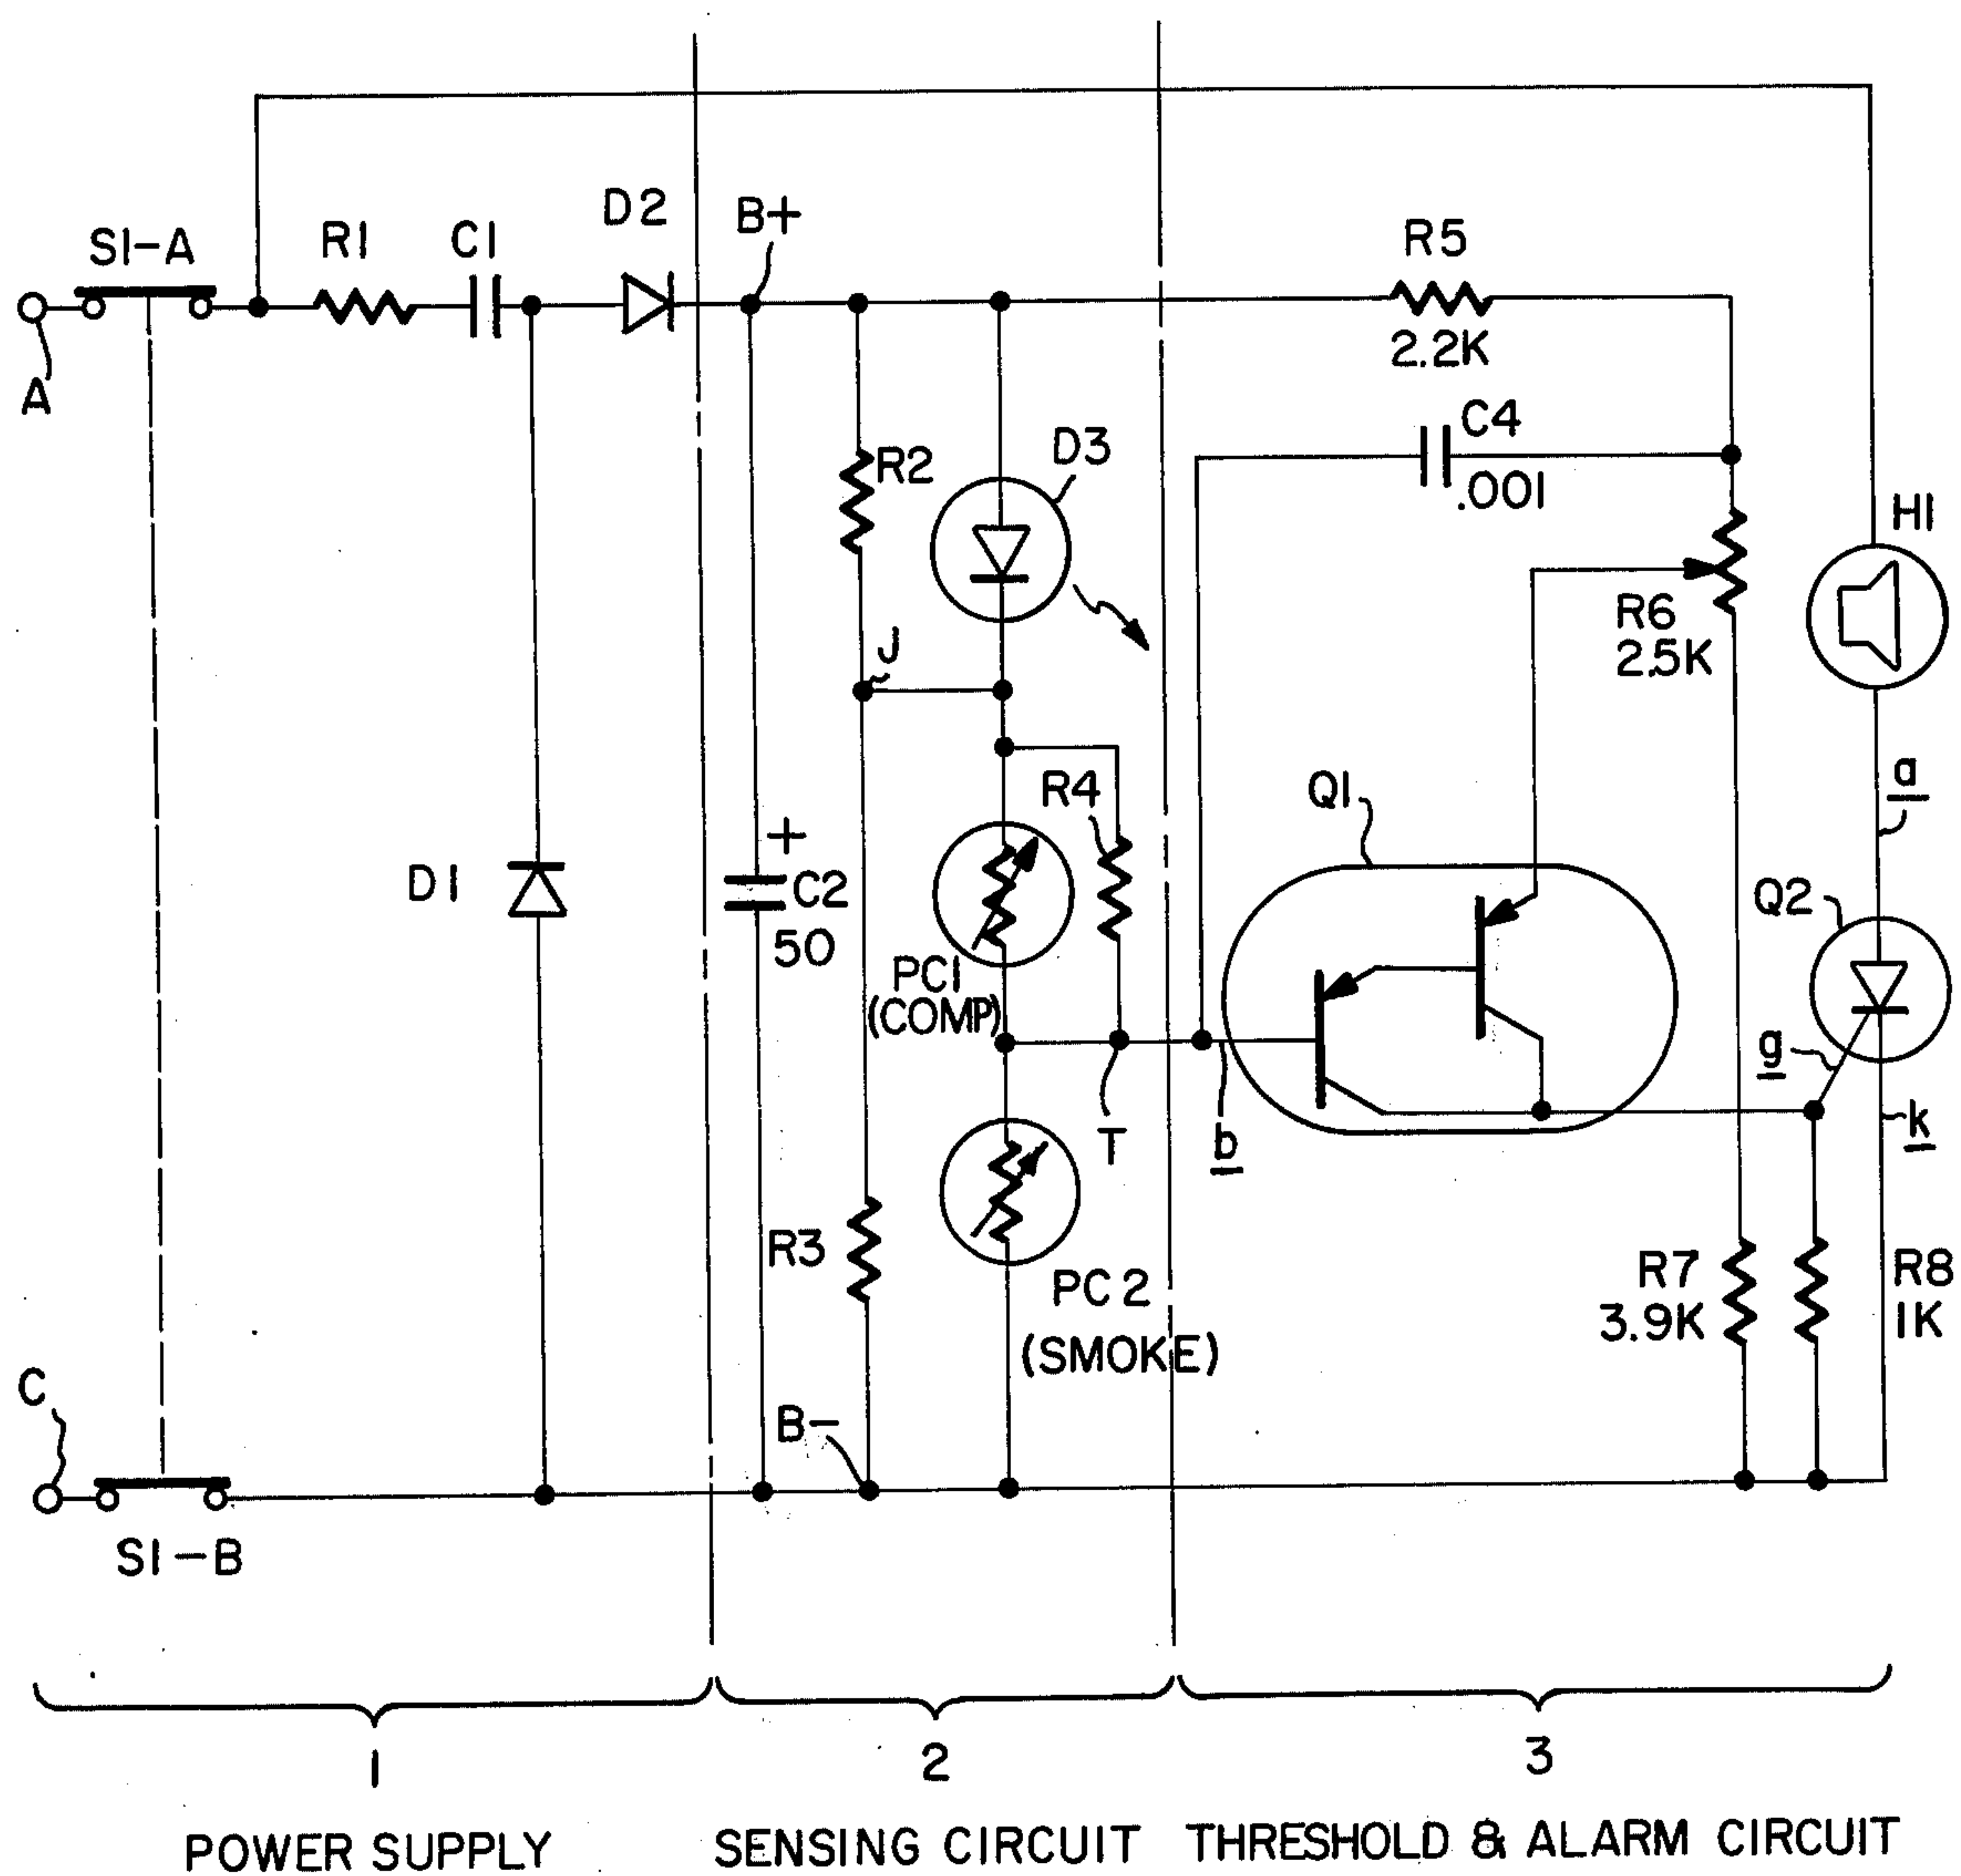 S1-A
R1
C1
D2
B+
R5
2.2K
A
C4
.001
R2
D3
H1
J
R6
2.5K
R4
Q1
a
D1
+
C2
50
PC1
(COMP)
Q2
g
T
b
k
R3
PC2
(SMOKE)
R7
3.9K
R8
1K
C
B-
S1-B
1
2
3
POWER SUPPLY
SENSING CIRCUIT
THRESHOLD & ALARM CIRCUIT